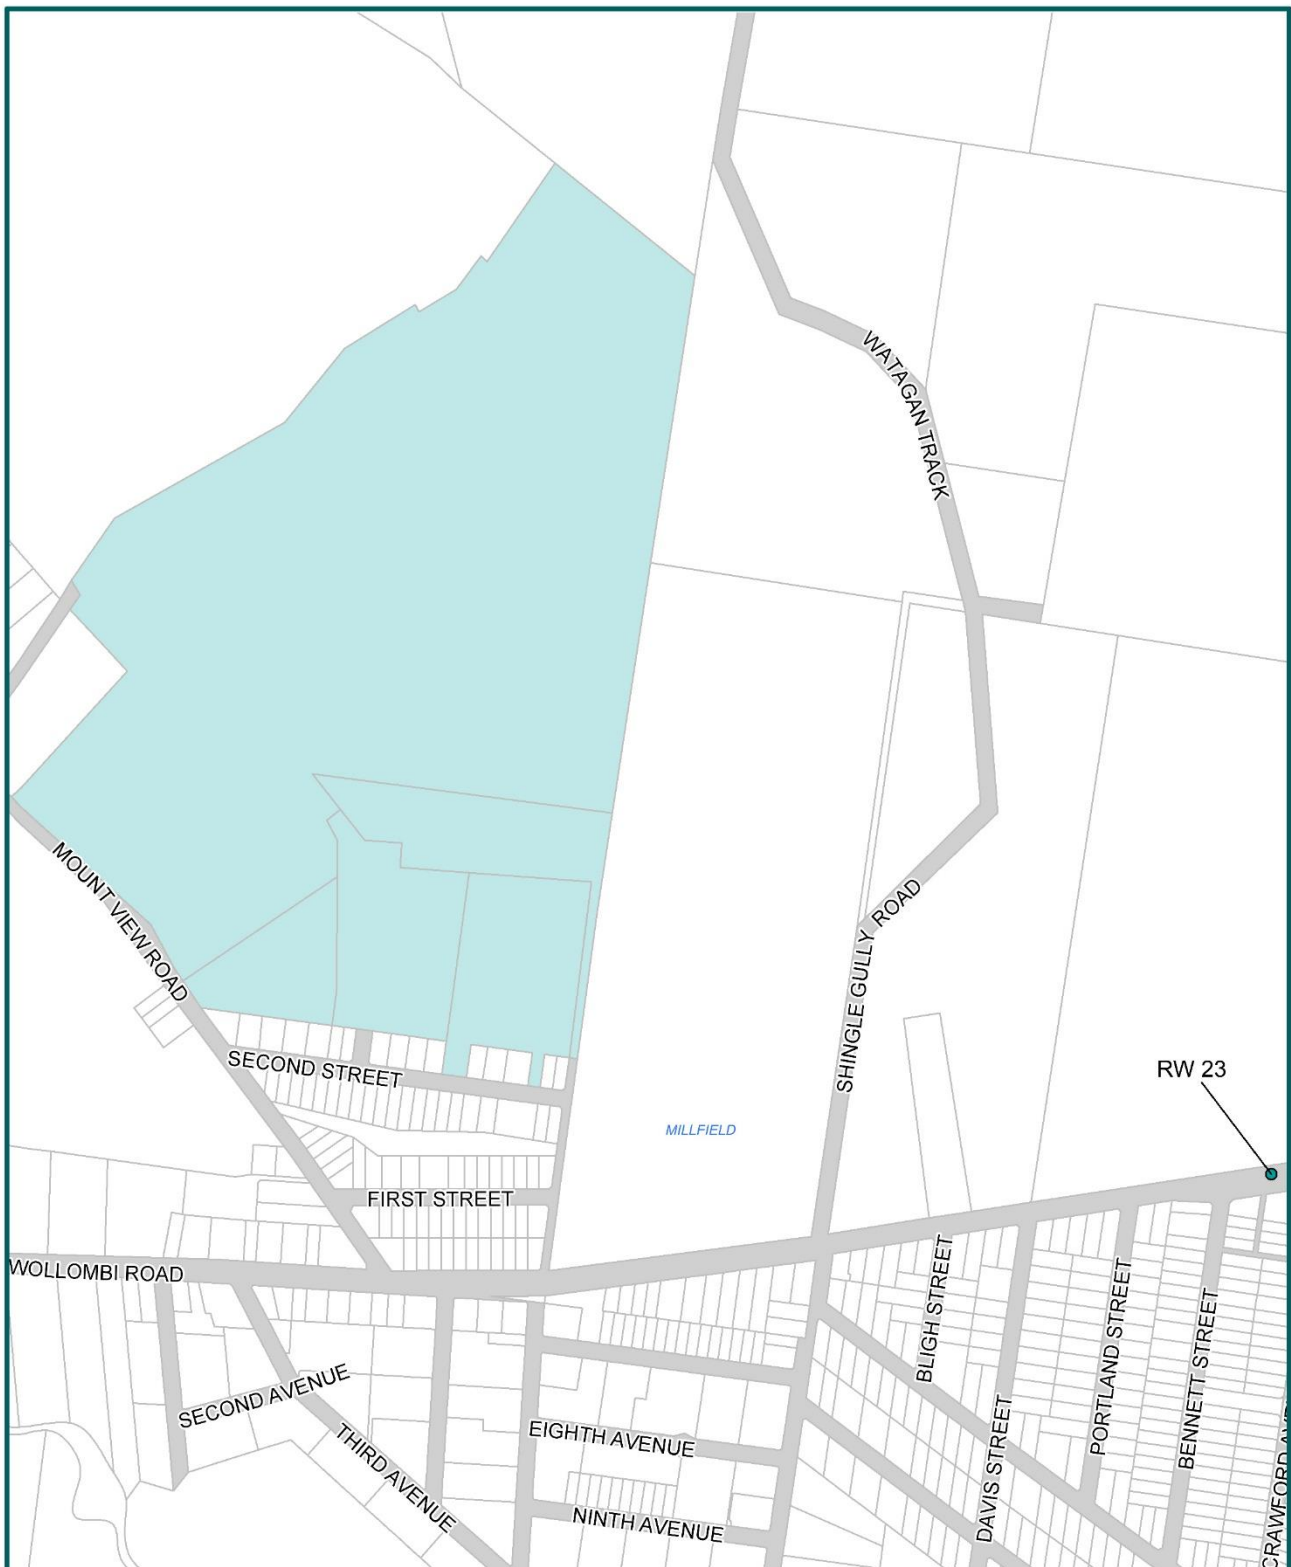 WATAGAN TRACK
MOUNT VIEW ROAD
SHINGLE GULLY ROAD
SECOND STREET
RW 23
MILLFIELD
FIRST STREET
WOLLOMBI ROAD
BLIGH STREET
PORTLAND STREET
BENNETT STREET
SECOND AVENUE
THIRD AVENUE
EIGHTH AVENUE
DAVIS STREET
NINTH AVENUE
CRAWFORD